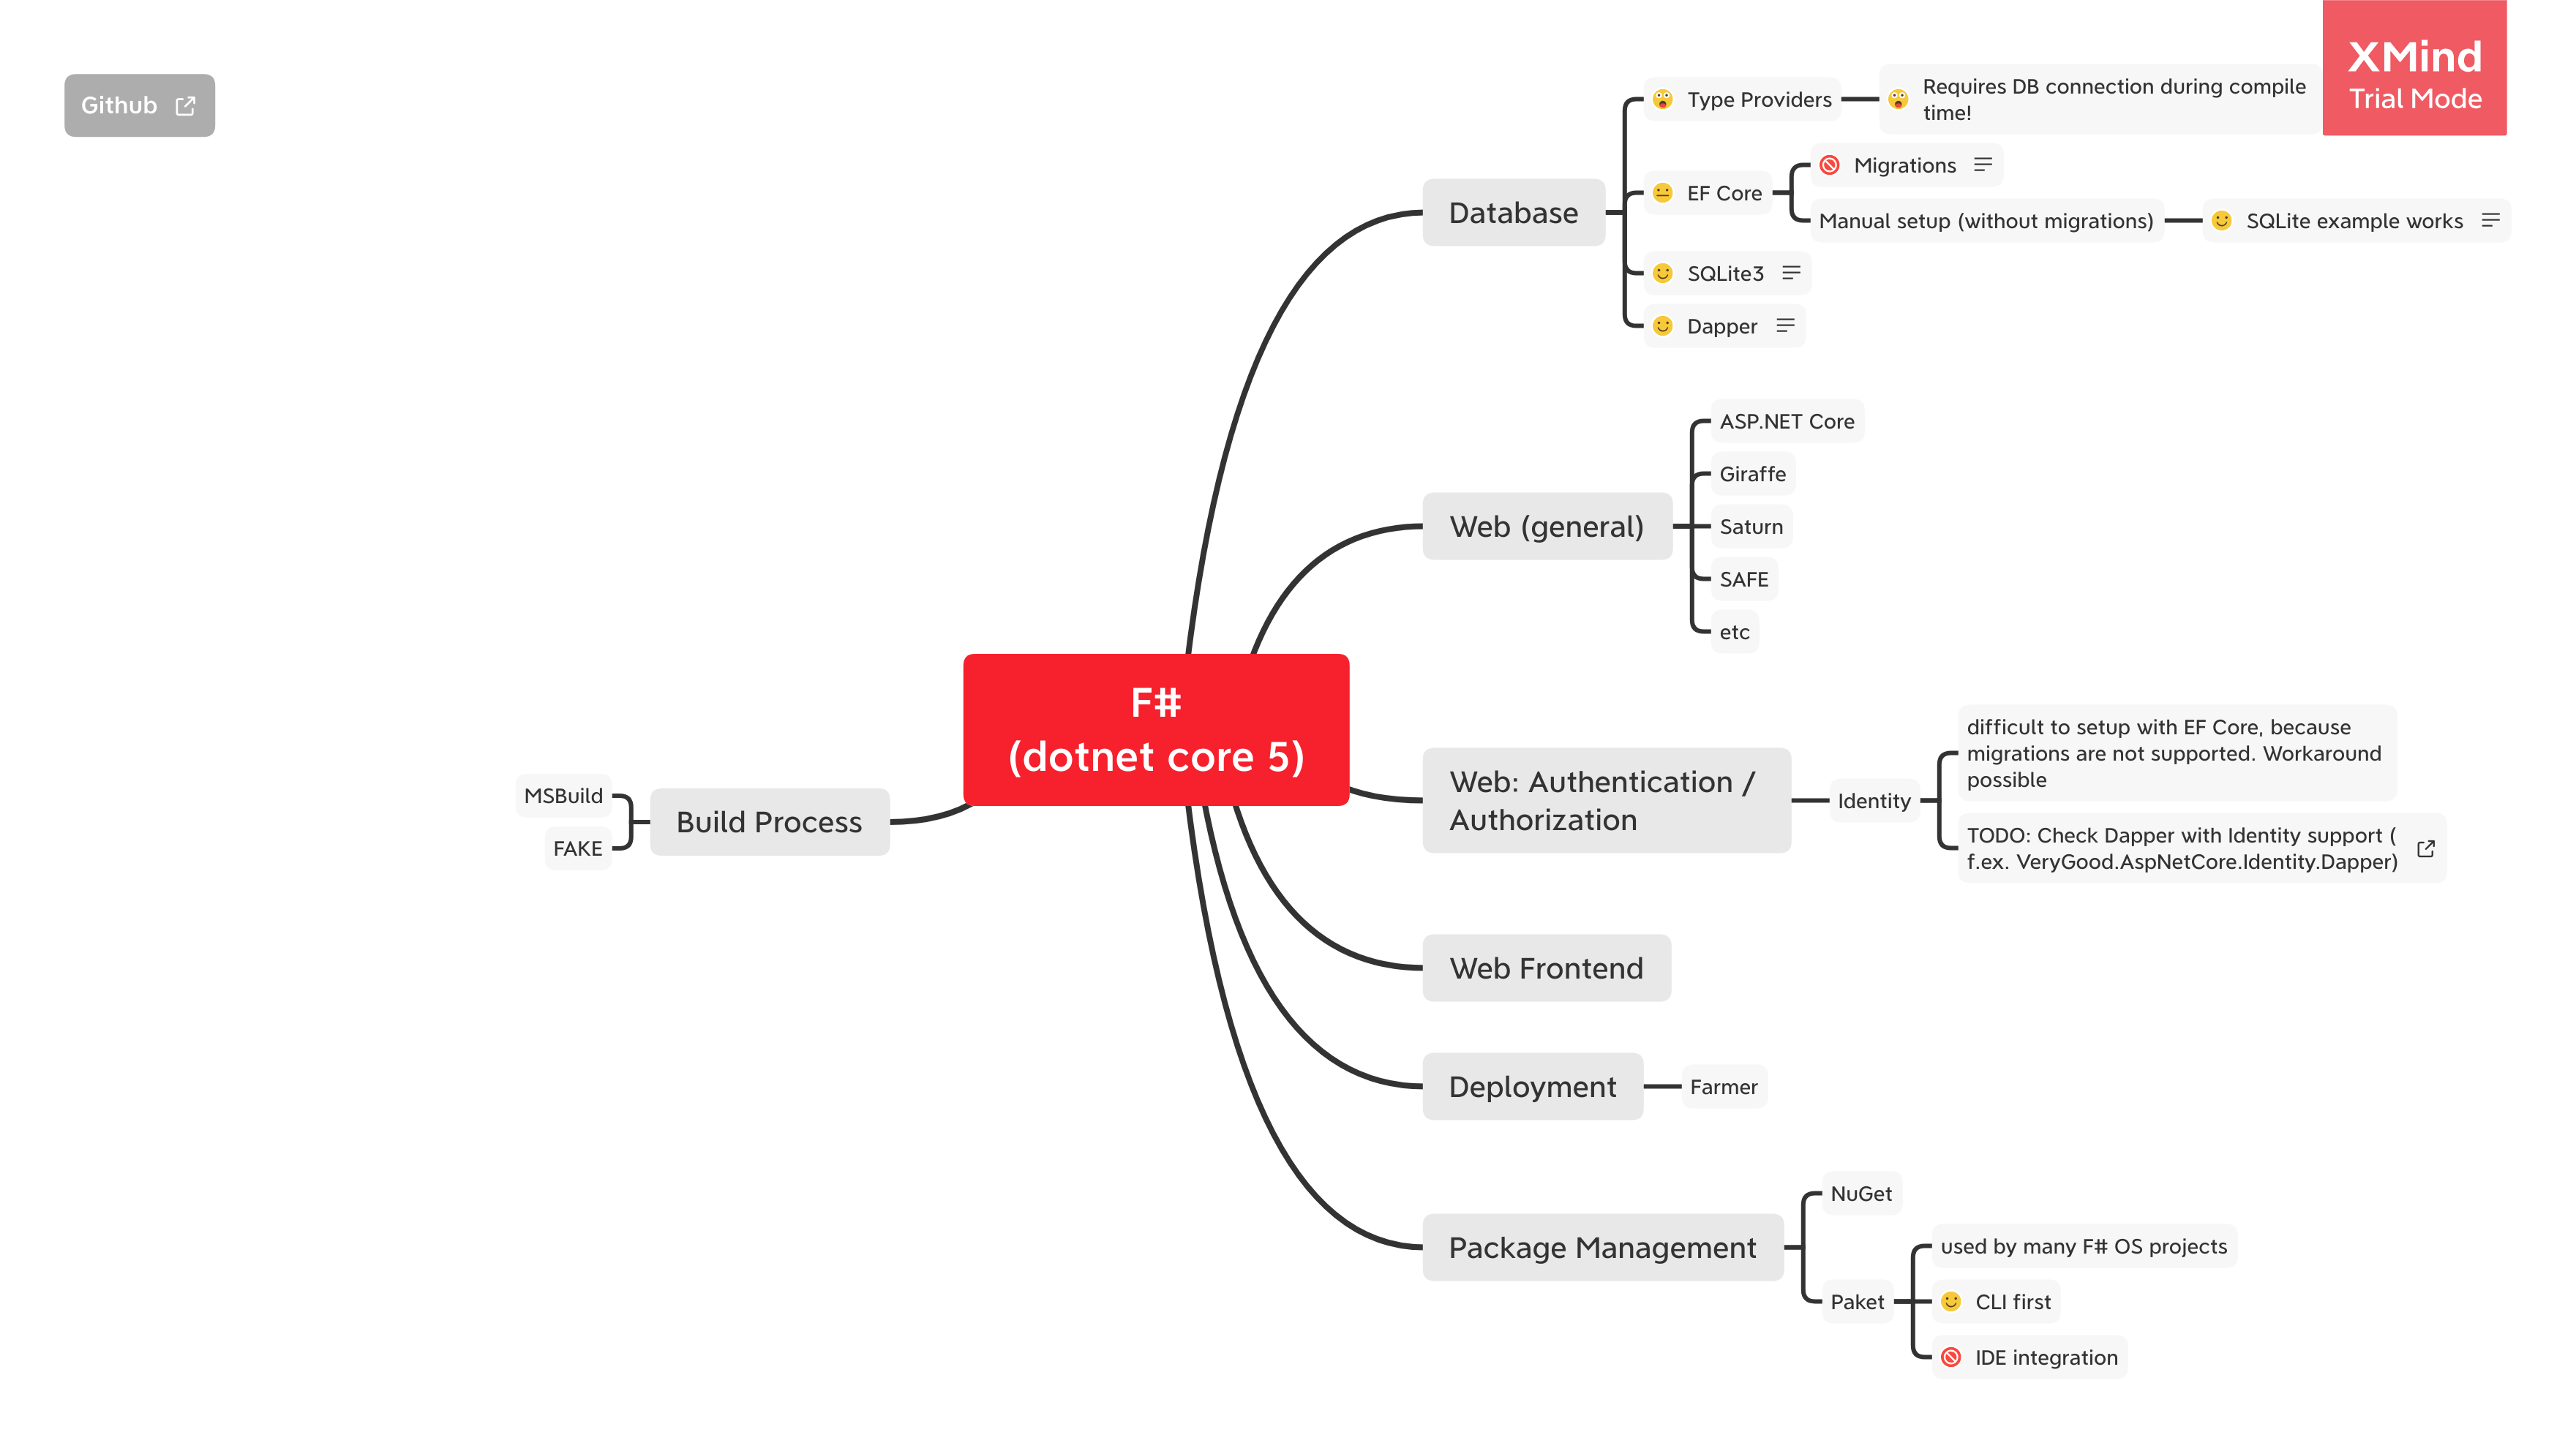 Github
XMind
Trial Mode
F#
(dotnet core 5)
Database
Type Providers
Requires DB connection during compile
time!
EF Core
Migrations
Manual setup (without migrations)
SQLite example works
SQLite3
Dapper
Web (general)
ASP.NET Core
Giraffe
Saturn
SAFE
etc
Web: Authentication /
Authorization
Identity
difficult to setup with EF Core, because
migrations are not supported. Workaround
possible
TODO: Check Dapper with Identity support (
f.ex. VeryGood.AspNetCore.Identity.Dapper)
Web Frontend
Deployment
Farmer
Package Management
NuGet
Paket
used by many F# OS projects
CLI first
IDE integration
Build Process
MSBuild
FAKE